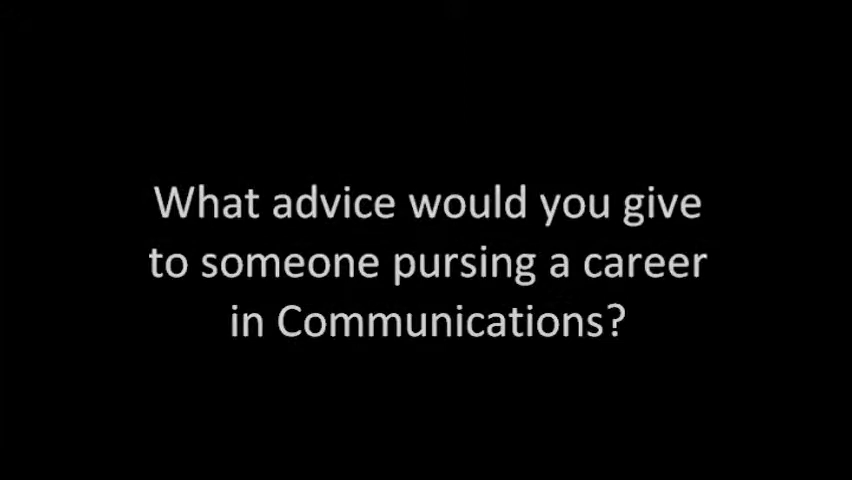 What advice would you give
to someone pursing a career
in Communications?